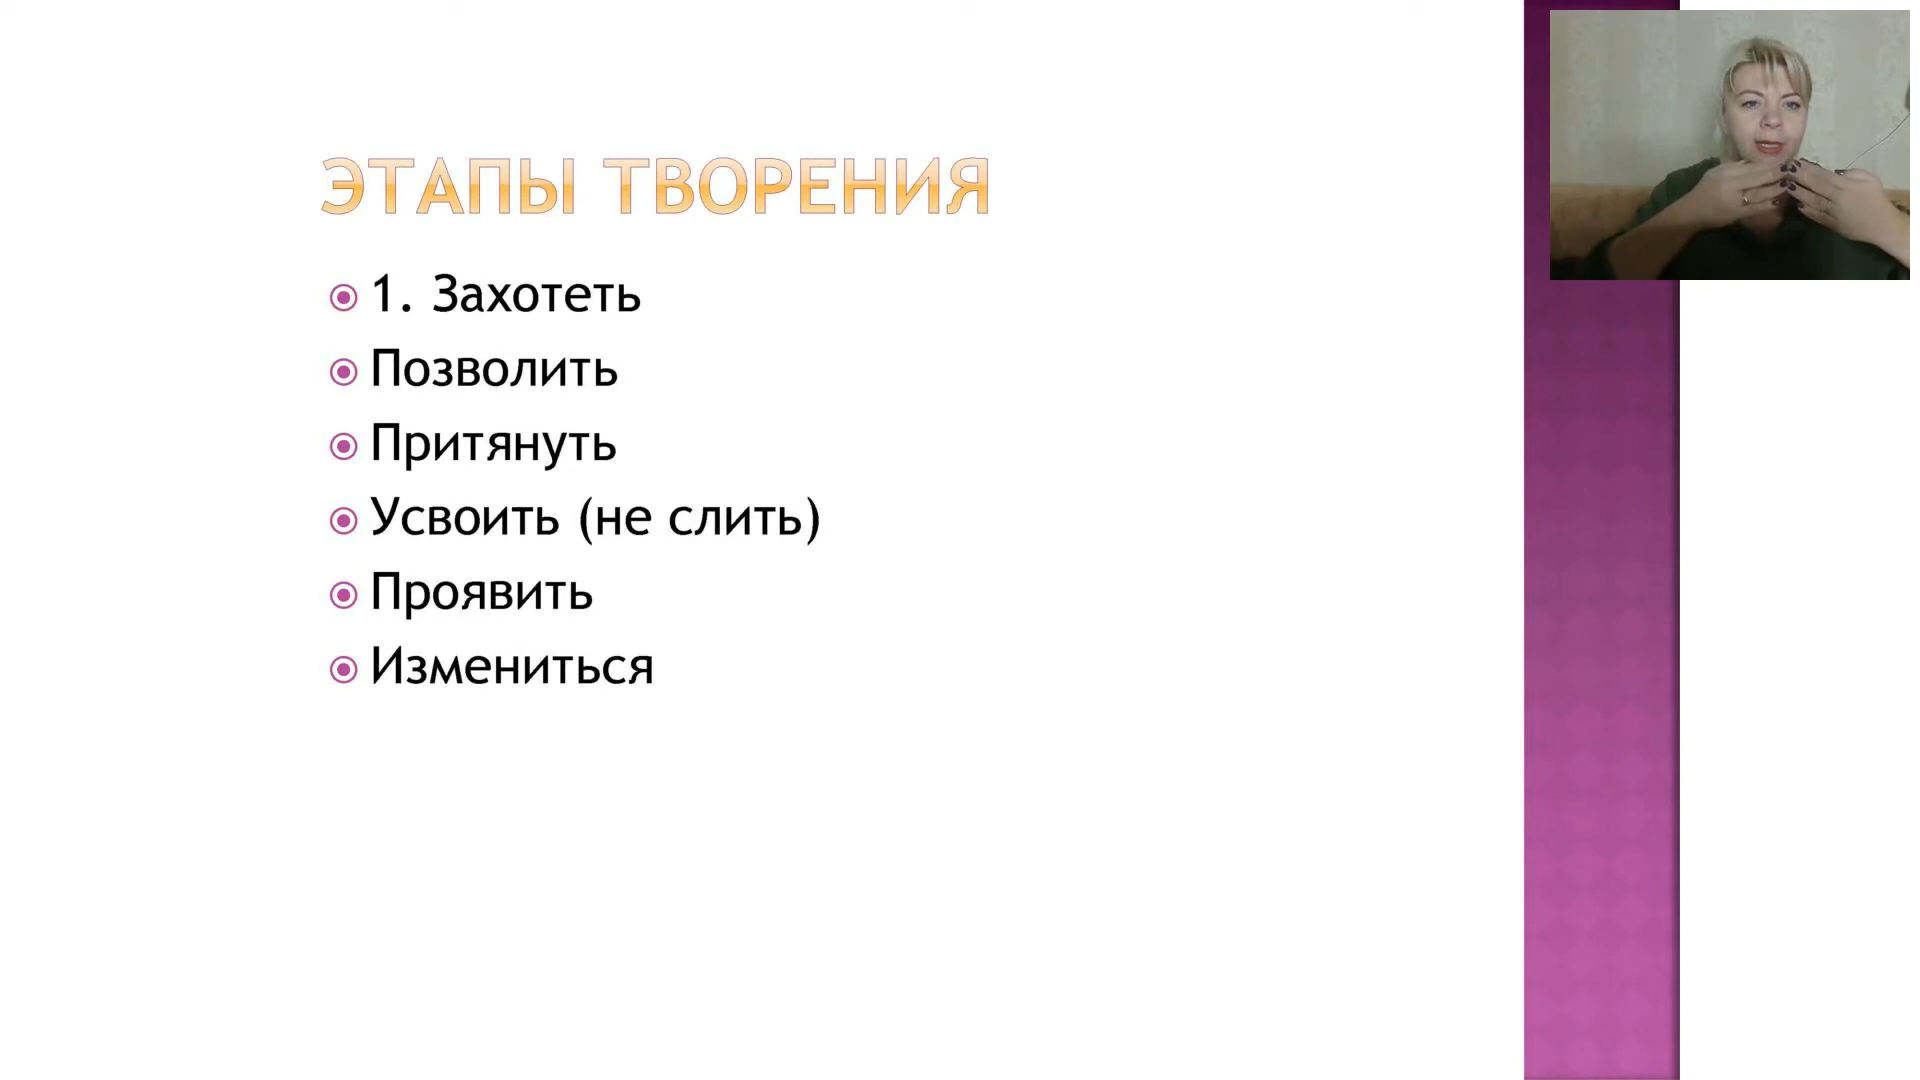 ЭТАПЫ ТВОРЕНИЯ
1. Захотеть
Позволить
Притянуть
Усвоить (не слить)
Проявить
Измениться